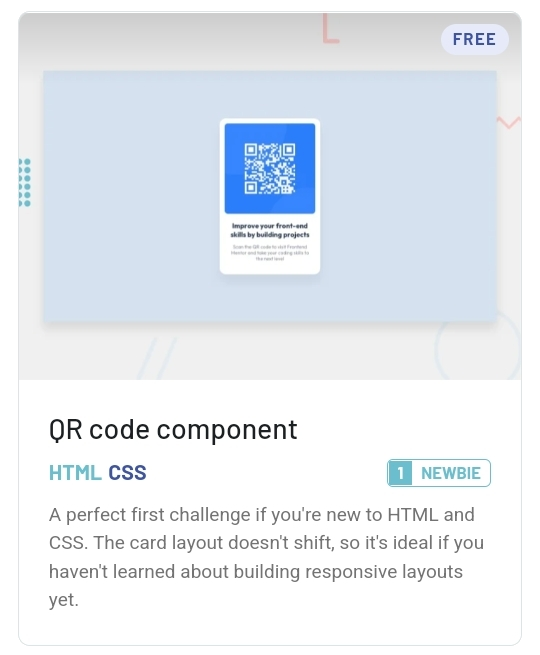 FREE
Improve your front-end
skills by building projects
Scan the QR code to visit Frontend
Mentor and take your coding skills to
the next level
QR code component
HTML CSS
1 NEWBIE
A perfect first challenge if you're new to HTML and
CSS. The card layout doesn't shift, so it's ideal if you
haven't learned about building responsive layouts
yet.